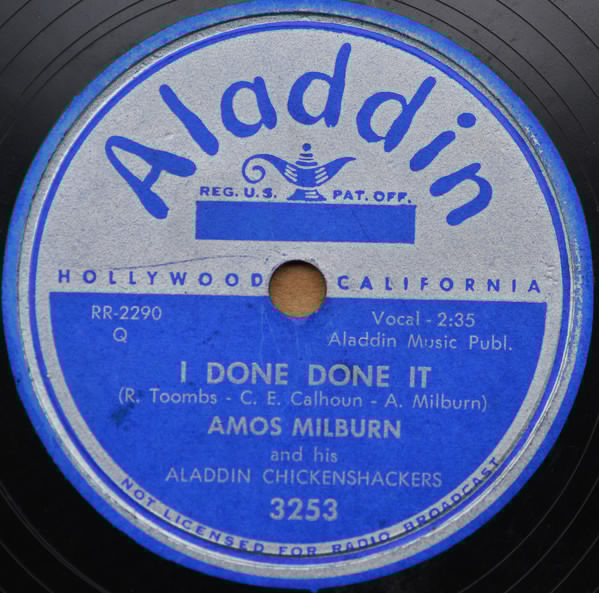 Aladdin
REG. U.S. PAT. OFF.
HOLLYWOOD CALIFORNIA
RR-2290
Q
Vocal - 2:35
Aladdin Music Publ.
I DONE DONE IT
(R. Toombs - C. E. Calhoun - A. Milburn)
AMOS MILBURN
and his
ALADDIN CHICKENSHACKERS
3253
NOT LICENSED FOR RADIO BROADCAST